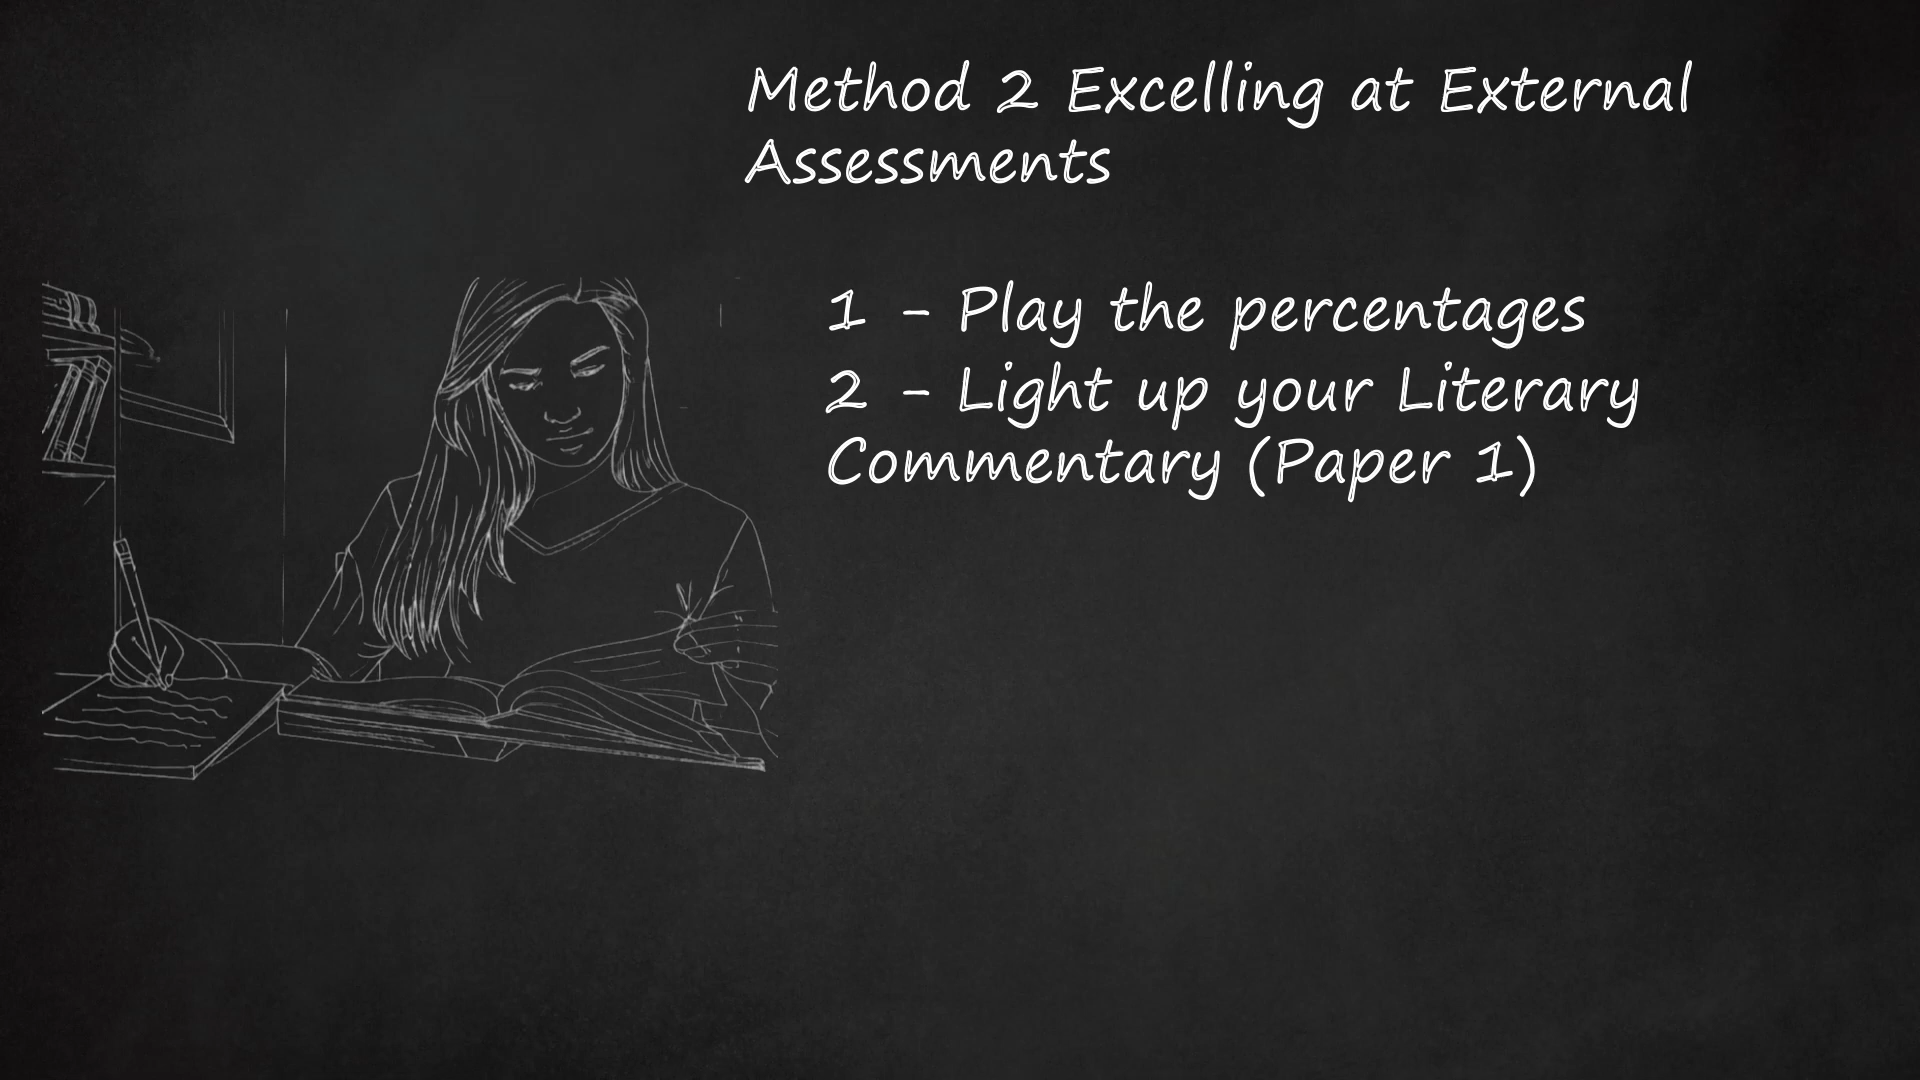 Method 2 Excelling at External
Assessments
1 - Play the percentages
2 - Light up your Literary
Commentary (Paper 1)